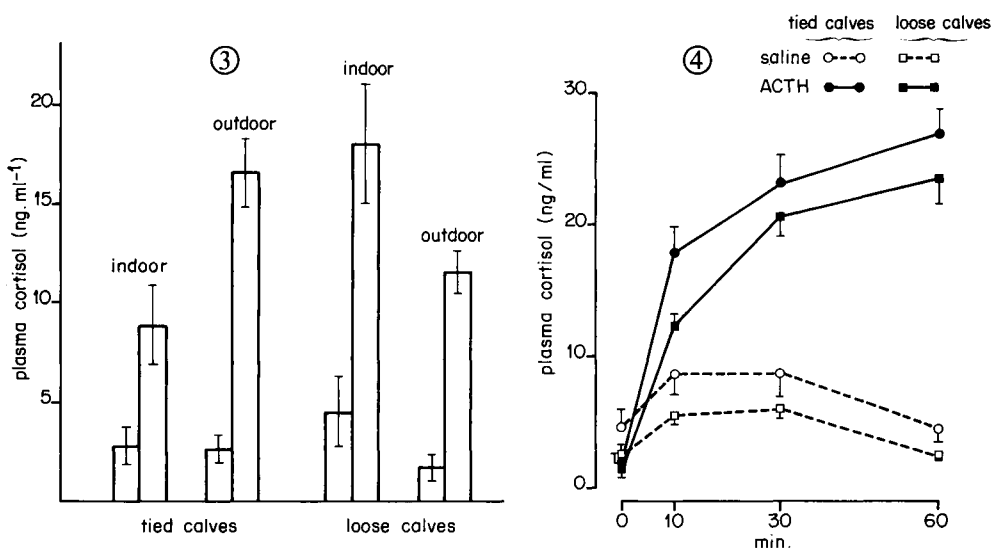 ③
plasma cortisol (ng.ml⁻¹)
20
15
10
5
indoor
outdoor
indoor
outdoor
tied calves
loose calves
④
tied calves loose calves
saline
ACTH
plasma cortisol (ng/ml)
30
20
10
0
0 10 30 60
min.